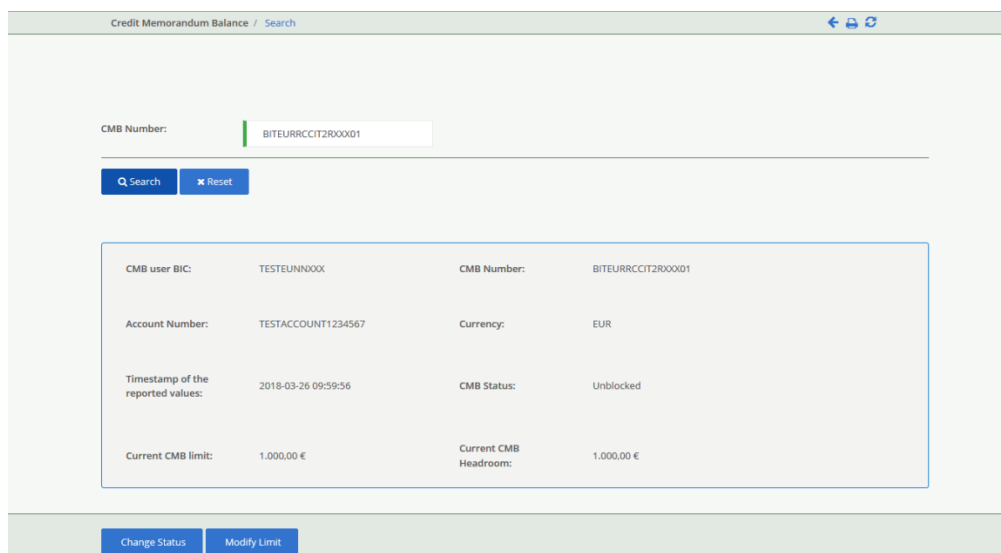 Credit Memorandum Balance / Search
CMB Number:
BITEURRCCIT2RXXX01
Search
Reset
CMB user BIC: TESTEUNNXXX CMB Number: BITEURRCCIT2RXXX01
Account Number: TESTACCOUNT1234567 Currency: EUR
Timestamp of the
reported values: 2018-03-26 09:59:56 CMB Status: Unblocked
Current CMB limit: 1.000,00 € Current CMB
Headroom: 1.000,00 €
Change Status
Modify Limit